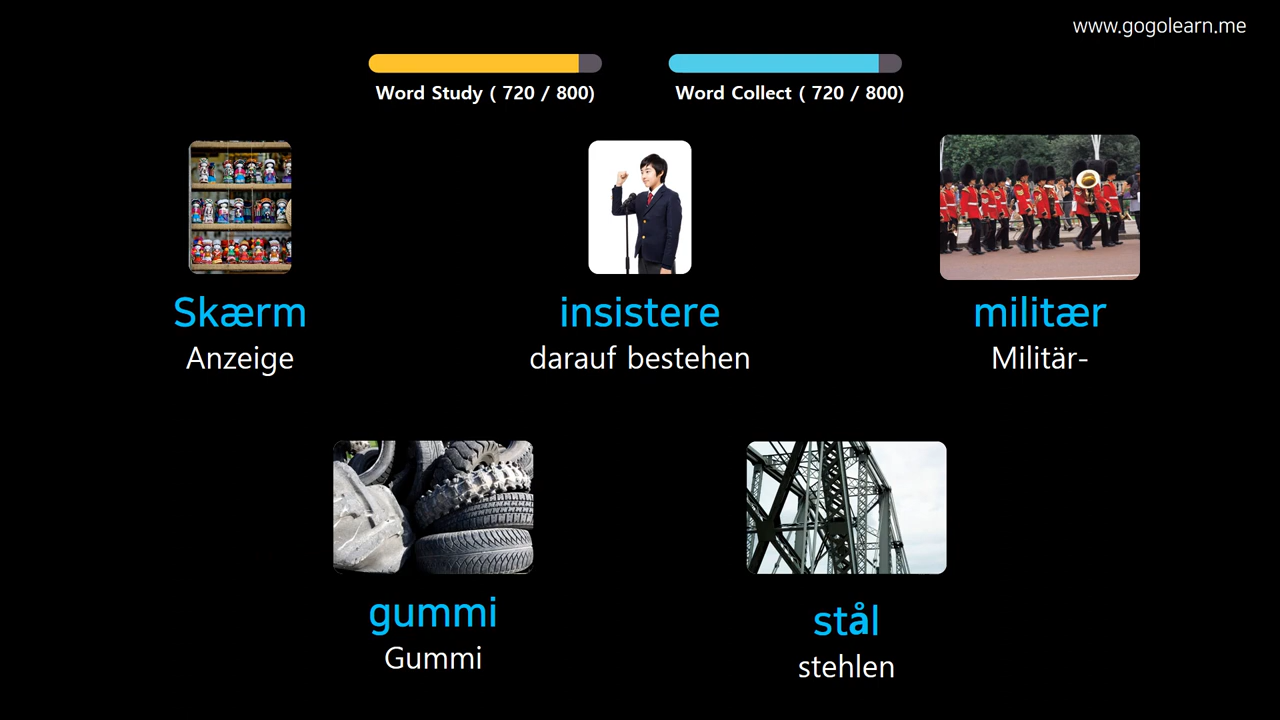 www.gogolearn.me
Word Study ( 720 / 800)
Word Collect ( 720 / 800)
Skærm
Anzeige
insistere
darauf bestehen
militær
Militär-
gummi
Gummi
stål
stehlen